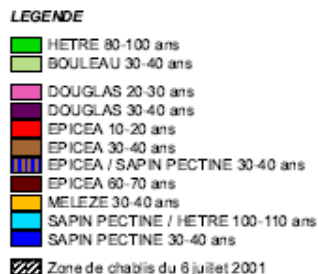 LEGENDE
HETRE 80-100 ans
BOULEAU 30-40 ans
DOUGLAS 20-30 ans
DOUGLAS 30-40 ans
EPICEA 10-20 ans
EPICEA 30-40 ans
EPICEA / SAPIN PECTINE 30-40 ans
EPICEA 60-70 ans
MELEZE 30-40 ans
SAPIN PECTINE / HETRE 100-110 ans
SAPIN PECTINE 30-40 ans
Zone de chablis du 6 juillet 2001